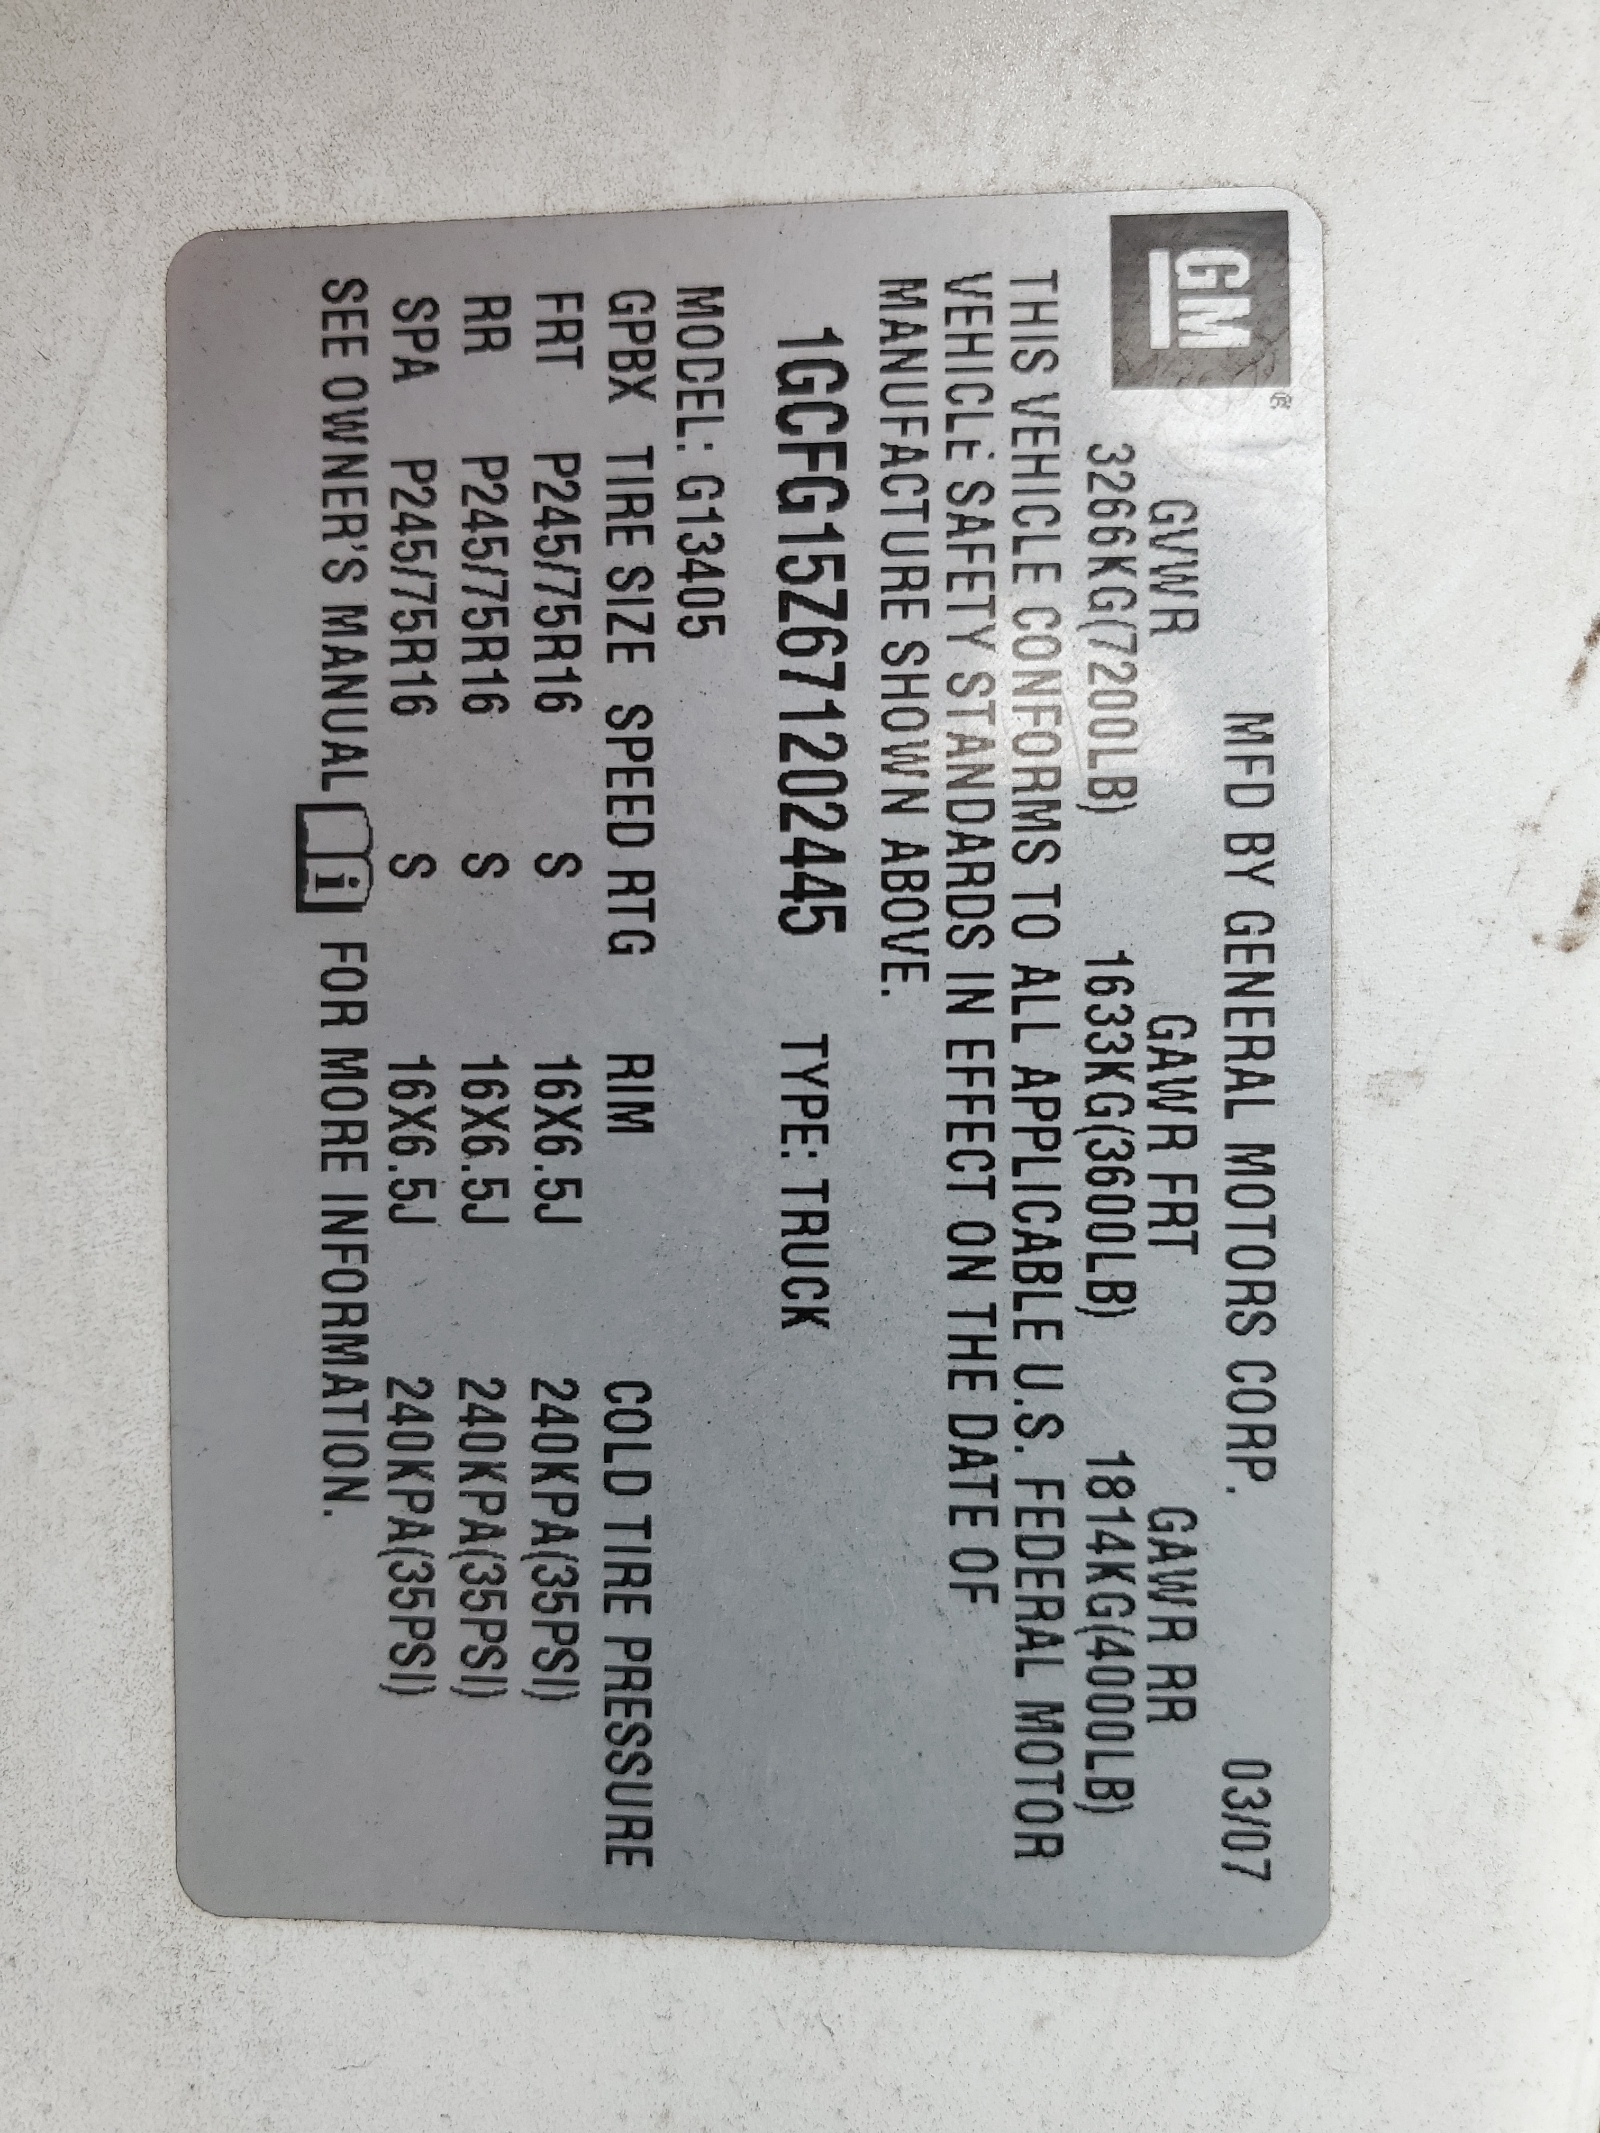 GM®
MFD BY GENERAL MOTORS CORP. 03/07
GVWR GAWR FRT GAWR RR
3266KG(7200LB) 1633KG(3600LB) 1814KG(4000LB)
THIS VEHICLE CONFORMS TO ALL APPLICABLE U.S. FEDERAL MOTOR
VEHICLE SAFETY STANDARDS IN EFFECT ON THE DATE OF
MANUFACTURE SHOWN ABOVE.
1GCFG15Z671202445 TYPE: TRUCK
MODEL: G13405
GPBX TIRE SIZE SPEED RTG RIM COLD TIRE PRESSURE
FRT P245/75R16 S 16X6.5J 240KPA(35PSI)
RR P245/75R16 S 16X6.5J 240KPA(35PSI)
SPA P245/75R16 S 16X6.5J 240KPA(35PSI)
SEE OWNER'S MANUAL i FOR MORE INFORMATION.